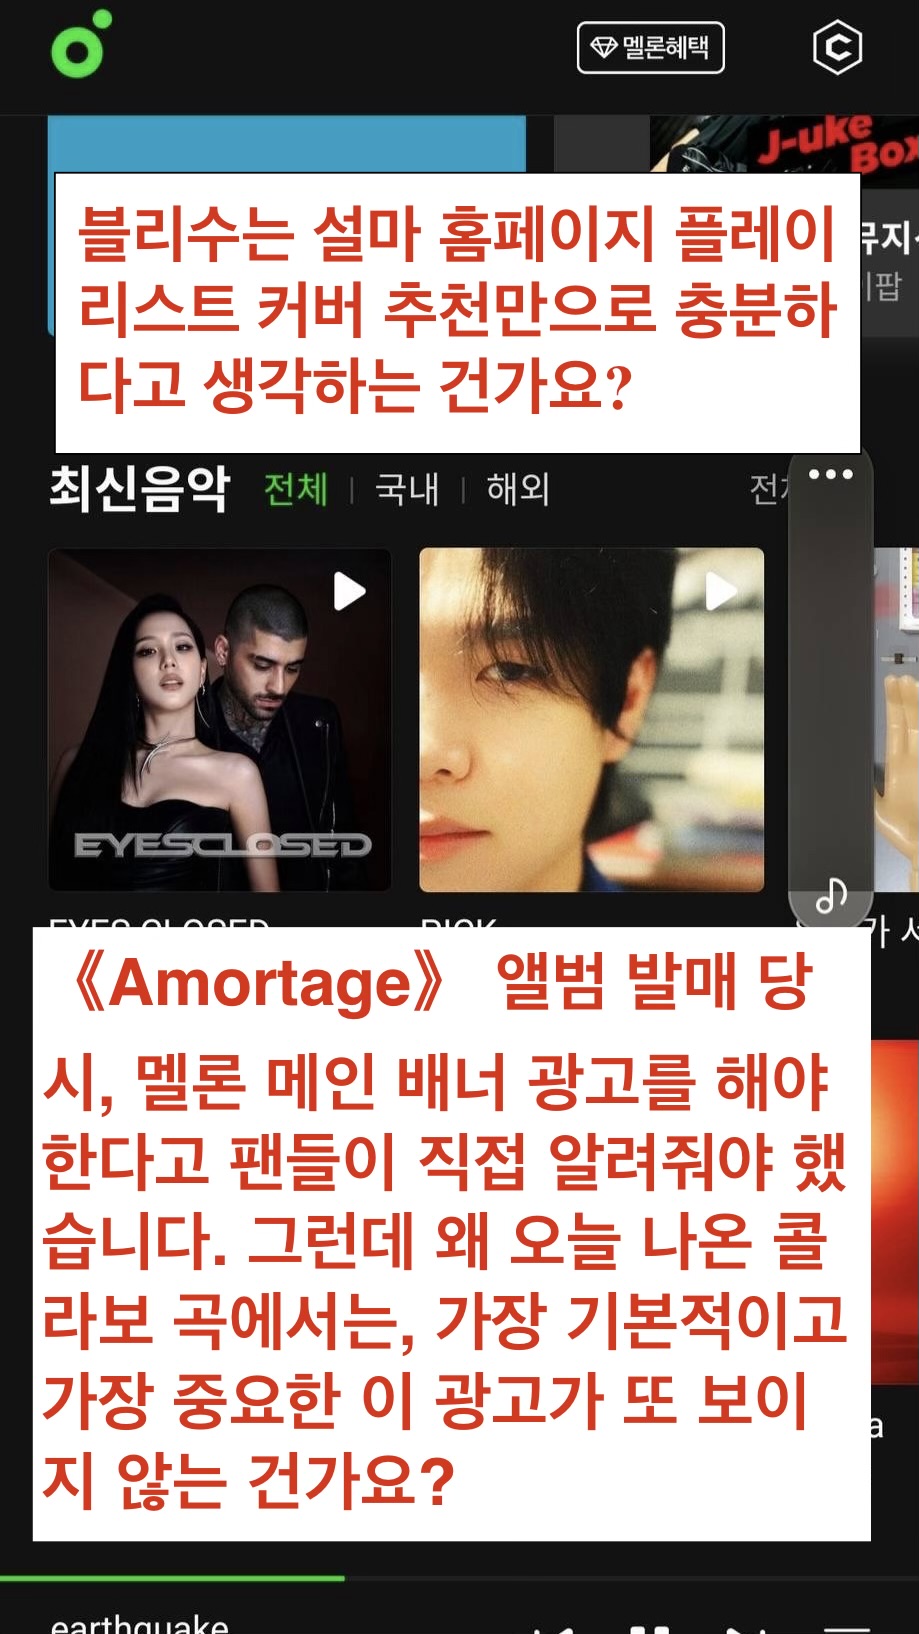 멜론혜택
J-uke
Box
블리수는 설마 홈페이지 플레이
리스트 커버 추천만으로 충분하
다고 생각하는 건가요?
최신음악 전체 국내 해외
EYESCLOSED
EYES CLOSED
《Amortage》 앨범 발매 당
시, 멜론 메인 배너 광고를 해야
한다고 팬들이 직접 알려줘야 했
습니다. 그런데 왜 오늘 나온 콜
라보 곡에서는, 가장 기본적이고
가장 중요한 이 광고가 또 보이
지 않는 건가요?
earthquake